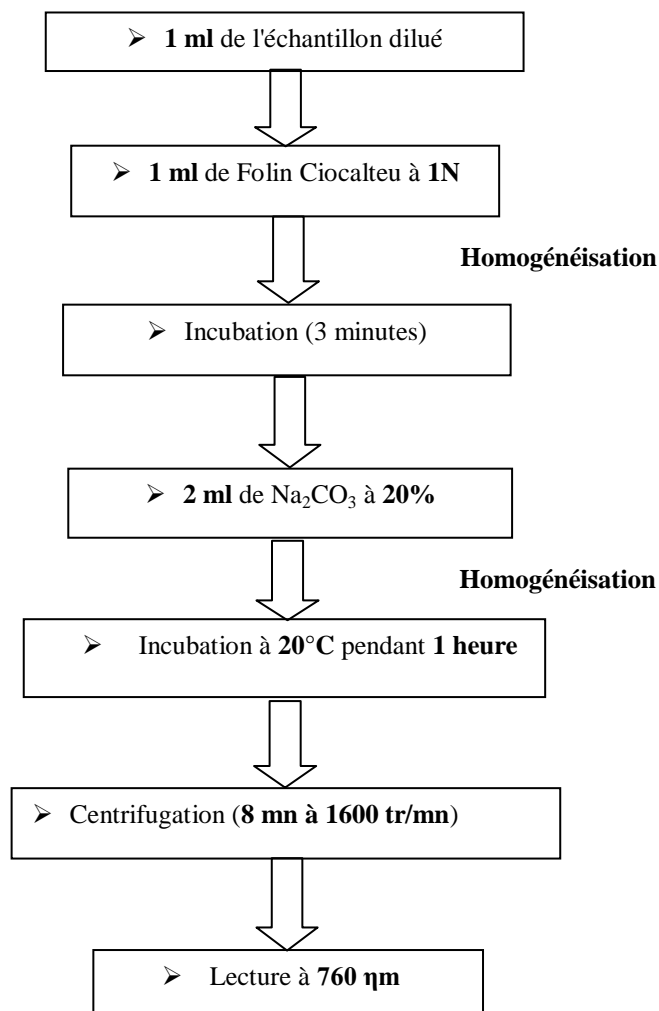 ➢ 1 ml de l'échantillon dilué
➢ 1 ml de Folin Ciocalteu à 1N
Homogénéisation
➢ Incubation (3 minutes)
➢ 2 ml de Na₂CO₃ à 20%
Homogénéisation
➢ Incubation à 20°C pendant 1 heure
➢ Centrifugation (8 mn à 1600 tr/mn)
➢ Lecture à 760 ηm